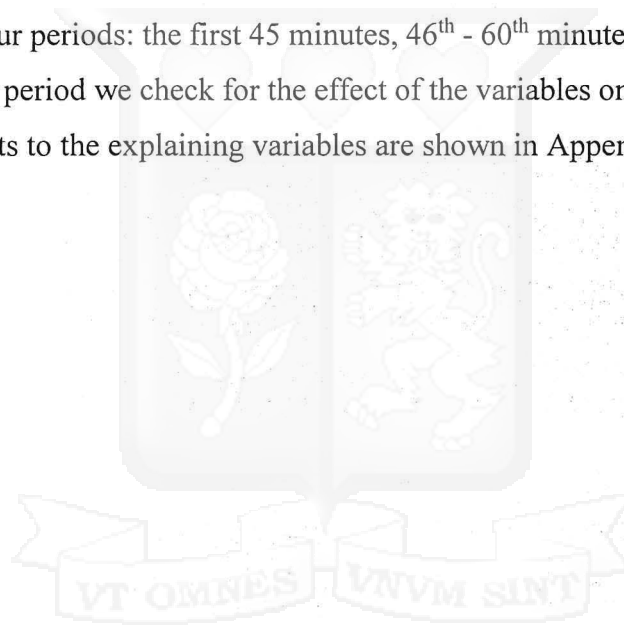 ur periods: the first 45 minutes, 46th - 60th minute
period we check for the effect of the variables or
ts to the explaining variables are shown in Apper
VT OMNES VNVM SINT